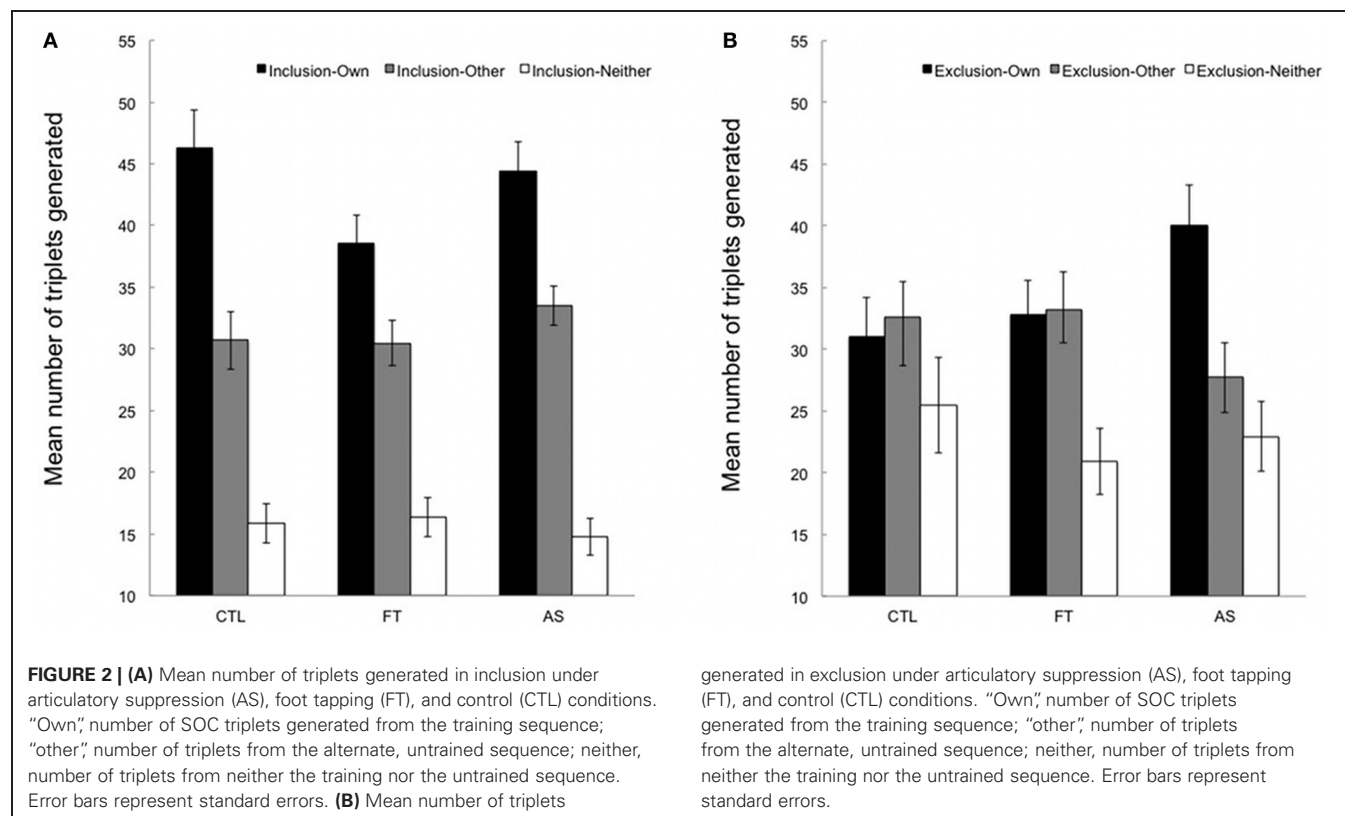 A
55
50
45
40
35
30
25
20
15
10
Mean number of triplets generated
Inclusion-Own Inclusion-Other Inclusion-Neither
CTL FT AS
B
55
50
45
40
35
30
25
20
15
10
Mean number of triplets generated
Exclusion-Own Exclusion-Other Exclusion-Neither
CTL FT AS
FIGURE 2 | (A) Mean number of triplets generated in inclusion under
articulatory suppression (AS), foot tapping (FT), and control (CTL) conditions.
“Own”, number of SOC triplets generated from the training sequence;
“other”, number of triplets from the alternate, untrained sequence; neither,
number of triplets from neither the training nor the untrained sequence.
Error bars represent standard errors. (B) Mean number of triplets
generated in exclusion under articulatory suppression (AS), foot tapping
(FT), and control (CTL) conditions. “Own”, number of SOC triplets
generated from the training sequence; “other”, number of triplets
from the alternate, untrained sequence; neither, number of triplets from
neither the training nor the untrained sequence. Error bars represent
standard errors.